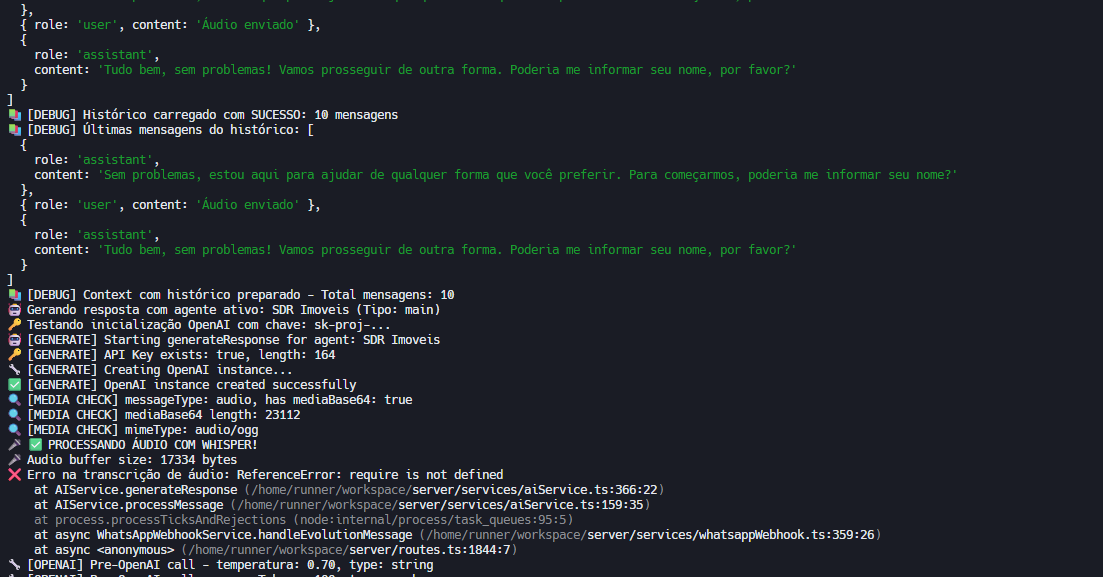 },
{ role: 'user', content: 'Áudio enviado' },
{
role: 'assistant',
content: 'Tudo bem, sem problemas! Vamos prosseguir de outra forma. Poderia me informar seu nome, por favor?'
}
]
[DEBUG] Histórico carregado com SUCESSO: 10 mensagens
[DEBUG] Últimas mensagens do histórico: [
{
role: 'assistant',
content: 'Sem problemas, estou aqui para ajudar de qualquer forma que você preferir. Para começarmos, poderia me informar seu nome?'
},
{ role: 'user', content: 'Áudio enviado' },
{
role: 'assistant',
content: 'Tudo bem, sem problemas! Vamos prosseguir de outra forma. Poderia me informar seu nome, por favor?'
}
]
[DEBUG] Context com histórico preparado - Total mensagens: 10
Gerando resposta com agente ativo: SDR Imoveis (Tipo: main)
Testando inicialização OpenAI com chave: sk-proj-...
[GENERATE] Starting generateResponse for agent: SDR Imoveis
[GENERATE] API Key exists: true, length: 164
[GENERATE] Creating OpenAI instance...
[GENERATE] OpenAI instance created successfully
[MEDIA CHECK] messageType: audio, has mediaBase64: true
[MEDIA CHECK] mediaBase64 length: 23112
[MEDIA CHECK] mimeType: audio/ogg
PROCESSANDO ÁUDIO COM WHISPER!
Audio buffer size: 17334 bytes
Erro na transcrição de áudio: ReferenceError: require is not defined
at AIService.generateResponse (/home/runner/workspace/server/services/aiService.ts:366:22)
at AIService.processMessage (/home/runner/workspace/server/services/aiService.ts:159:35)
at process.processTicksAndRejections (node:internal/process/task_queues:95:5)
at async WhatsAppWebhookService.handleEvolutionMessage (/home/runner/workspace/server/services/whatsappWebhook.ts:359:26)
at async <anonymous> (/home/runner/workspace/server/routes.ts:1844:7)
[OPENAI] Pre-OpenAI call - temperatura: 0.70, type: string